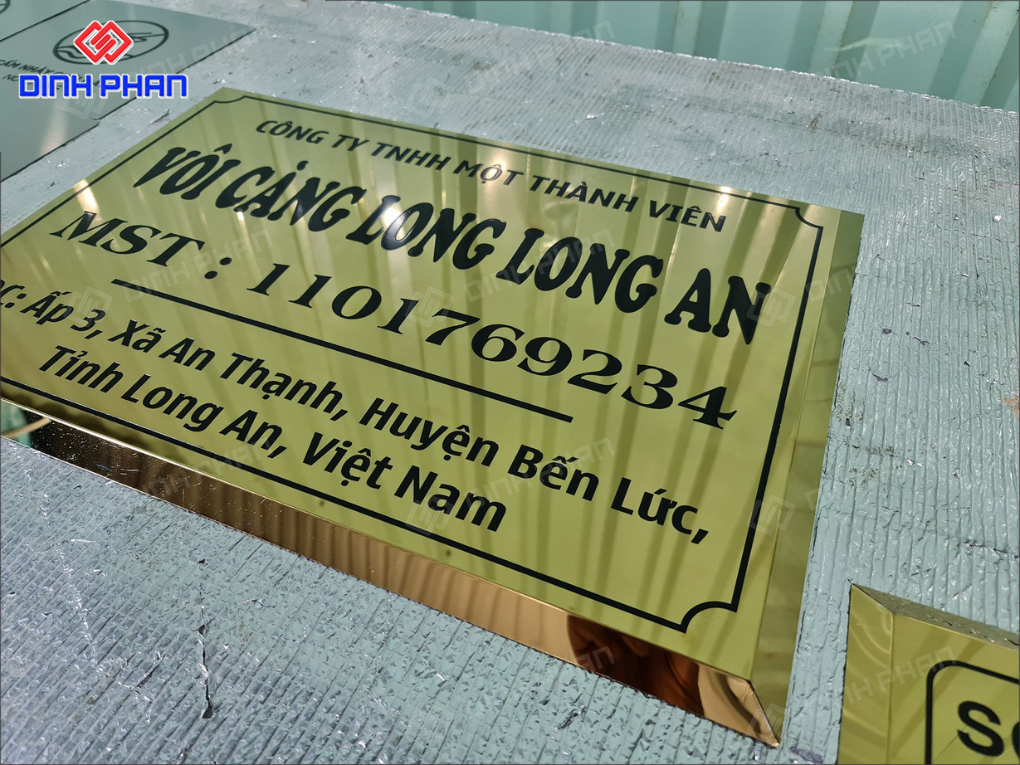 DINH PHAN
CÔNG TY TNHH MỘT THÀNH VIÊN
VÔI CẢNG LONG LONG AN
MST : 1101769234
Ấp 3, Xã An Thạnh, Huyện Bến Lức,
Tỉnh Long An, Việt Nam